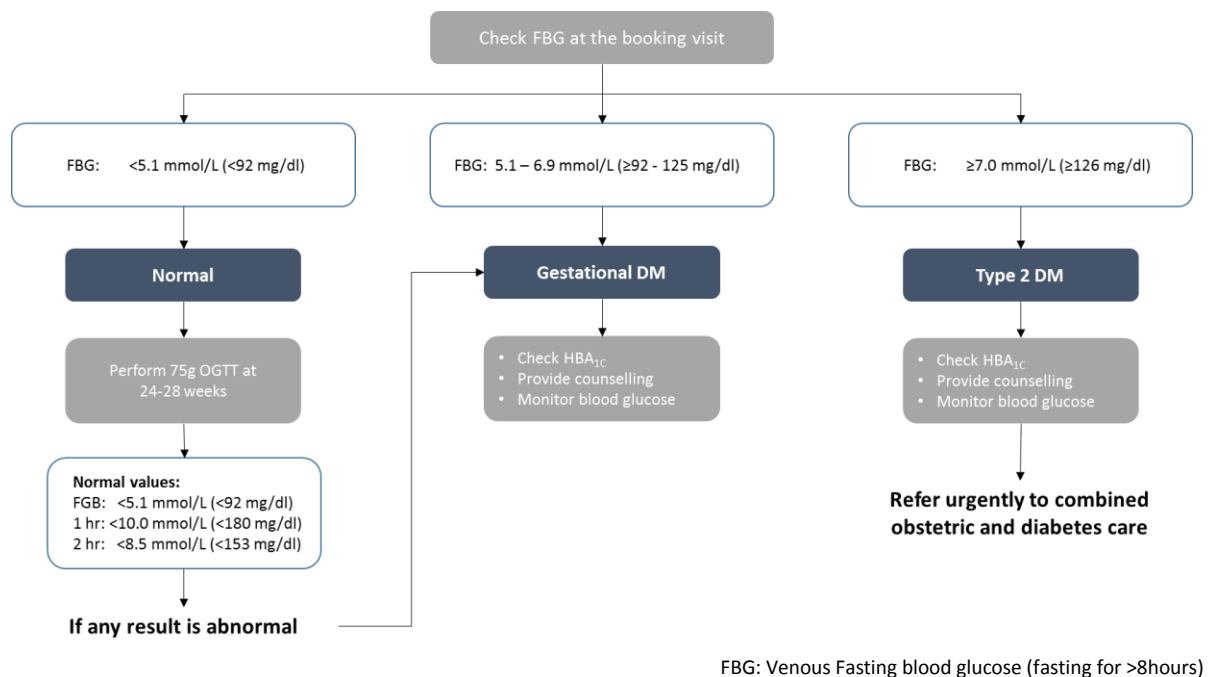 Check FBG at the booking visit
FBG: <5.1 mmol/L (<92 mg/dl)
FBG: 5.1 – 6.9 mmol/L (≥92 - 125 mg/dl)
FBG: ≥7.0 mmol/L (≥126 mg/dl)
Normal
Gestational DM
Type 2 DM
Perform 75g OGTT at
24-28 weeks
• Check HBA1C
• Provide counselling
• Monitor blood glucose
• Check HBA1C
• Provide counselling
• Monitor blood glucose
Normal values:
FGB: <5.1 mmol/L (<92 mg/dl)
1 hr: <10.0 mmol/L (<180 mg/dl)
2 hr: <8.5 mmol/L (<153 mg/dl)
Refer urgently to combined
obstetric and diabetes care
If any result is abnormal
FBG: Venous Fasting blood glucose (fasting for >8hours)